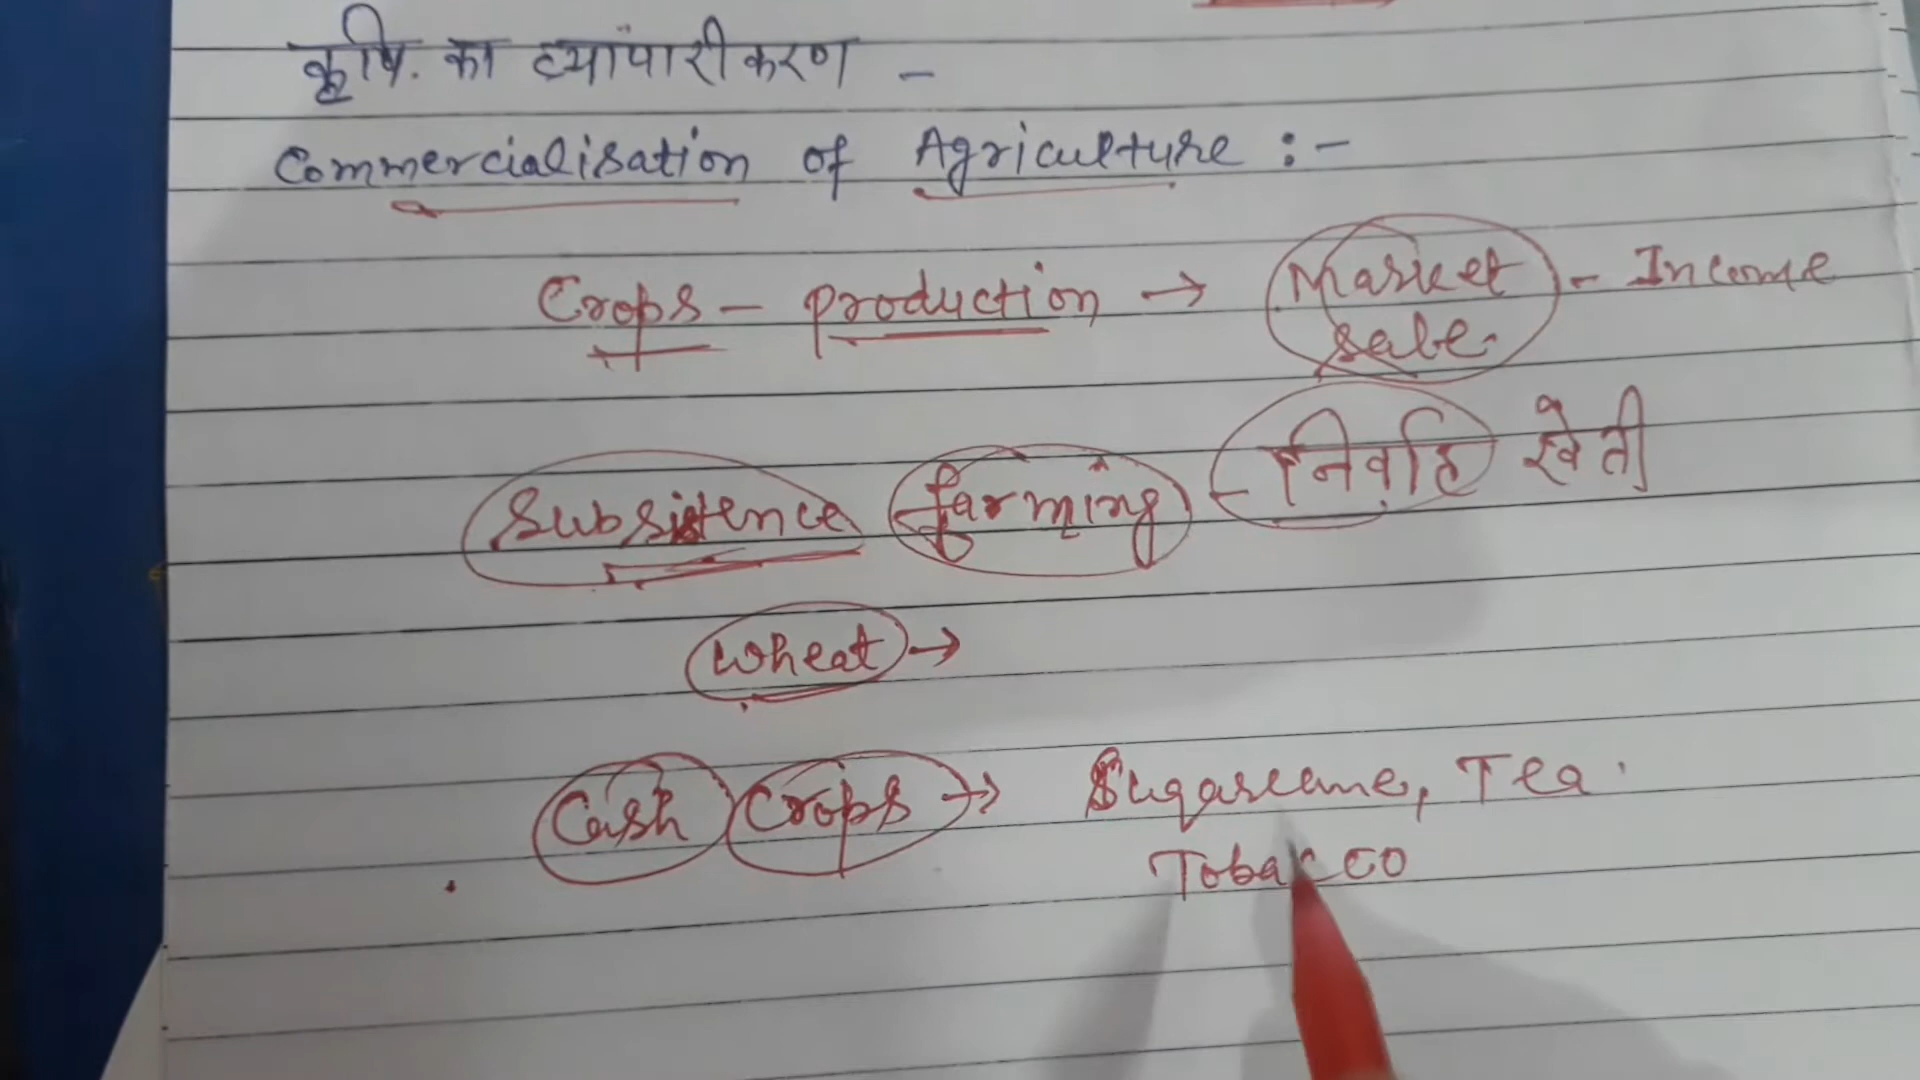 कृषि. का व्यापारीकरण –
Commercialisation of Agriculture :-
Crops – production → Market – Income
sale.
Subsistence farming – निर्वाह खेती
Wheat →
Cash Crops → Sugarcane, Tea
Tobacco